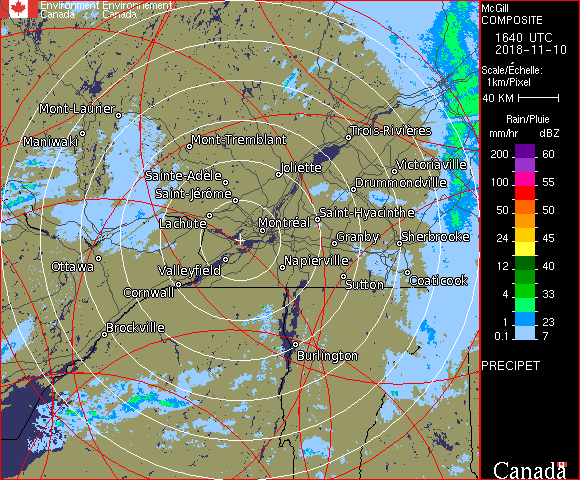 Environment Environnement
Canada Canada
McGill
COMPOSITE
1640 UTC
2018-11-10
Scale/Échelle:
1km/Pixel
40 KM
Rain/Pluie
mm/hr dBZ
200 60
100 55
50 50
24 45
12 40
4 33
1 23
0.1 7
PRECIPET
Canada
Mont-Laurier
Maniwaki
Mont-Tremblant
Trois-Rivières
Joliette
Victoriaville
Sainte-Adèle
Drummondville
Saint-Jérôme
Saint-Hyacinthe
Lachute
Montréal
Granby
Sherbrooke
Ottawa
Valleyfield
Napierville
Sutton
Coaticook
Cornwall
Brockville
Burlington